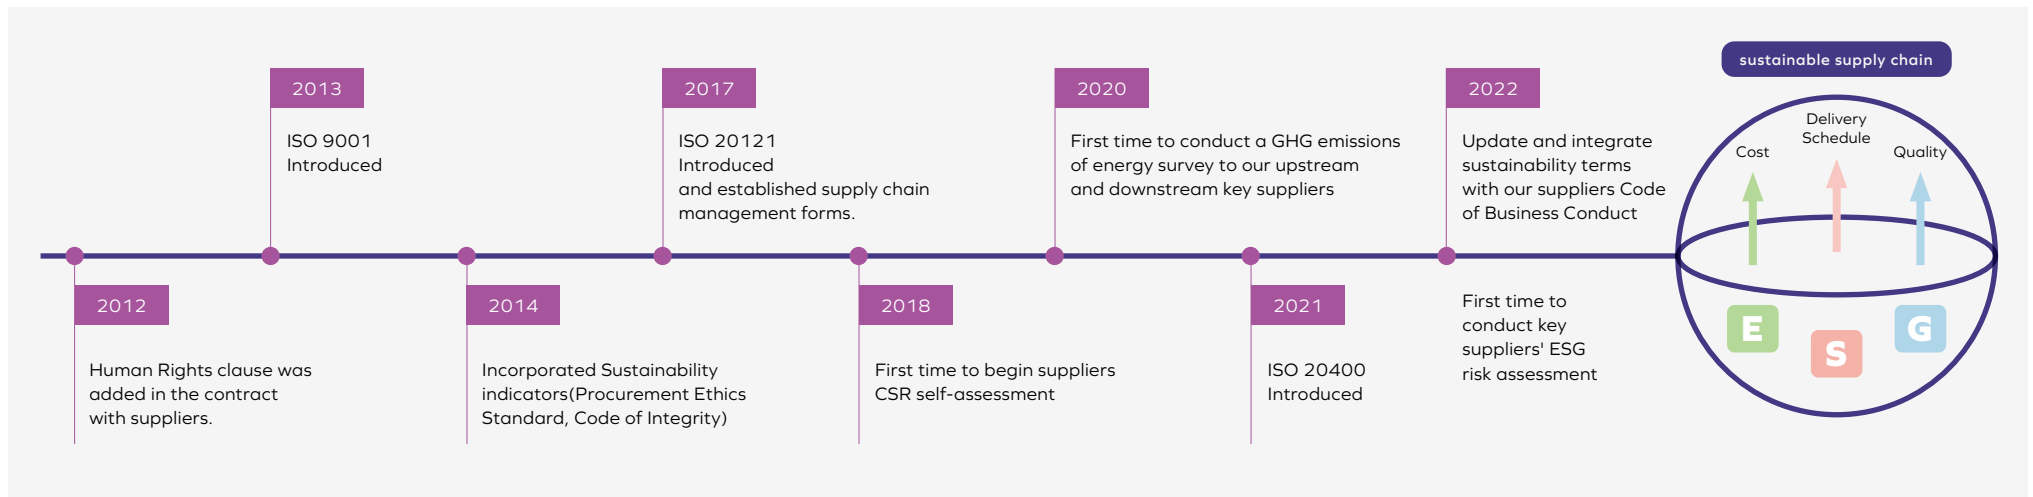 2012
Human Rights clause was
added in the contract
with suppliers.
2013
ISO 9001
Introduced
2014
Incorporated Sustainability
indicators(Procurement Ethics
Standard, Code of Integrity)
2017
ISO 20121
Introduced
and established supply chain
management forms.
2018
First time to begin suppliers
CSR self-assessment
2020
First time to conduct a GHG emissions
of energy survey to our upstream
and downstream key suppliers
2021
ISO 20400
Introduced
2022
Update and integrate
sustainability terms
with our suppliers Code
of Business Conduct
First time to
conduct key
suppliers' ESG
risk assessment
sustainable supply chain
Cost
Delivery
Schedule
Quality
E
S
G